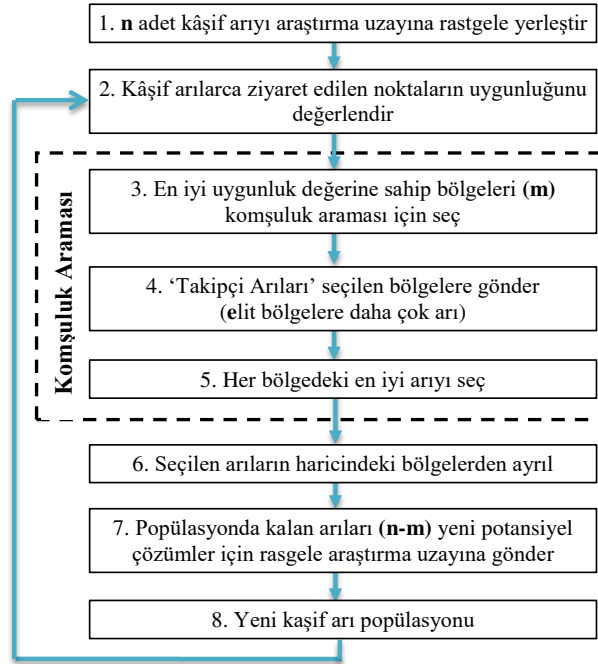 1. n adet kâşif arıyı araştırma uzayına rastgele yerleştir
2. Kâşif arılarca ziyaret edilen noktaların uygunluğunu
değerlendir
Komşuluk Araması
3. En iyi uygunluk değerine sahip bölgeleri (m)
komşuluk araması için seç
4. ‘Takipçi Arıları’ seçilen bölgelere gönder
(elit bölgelere daha çok arı)
5. Her bölgedeki en iyi arıyı seç
6. Seçilen arıların haricindeki bölgelerden ayrıl
7. Popülasyonda kalan arıları (n-m) yeni potansiyel
çözümler için rasgele araştırma uzayına gönder
8. Yeni kaşif arı popülasyonu